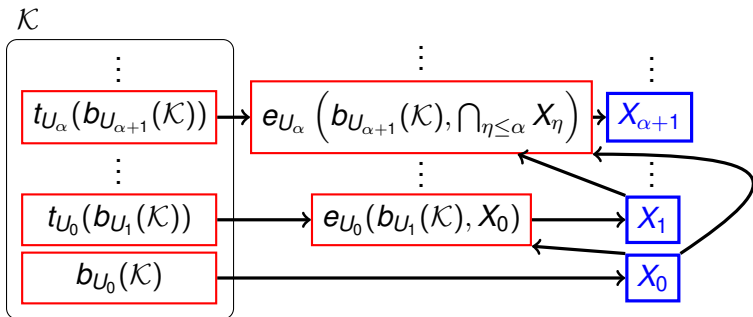 𝒦
⋮ ⋮ ⋮
t_{U_α}(b_{U_{α+1}}(𝒦)) e_{U_α}(b_{U_{α+1}}(𝒦), ⋂_{η≤α} X_η) X_{α+1}
⋮ ⋮ ⋮
t_{U_0}(b_{U_1}(𝒦)) e_{U_0}(b_{U_1}(𝒦), X_0) X_1
b_{U_0}(𝒦) X_0